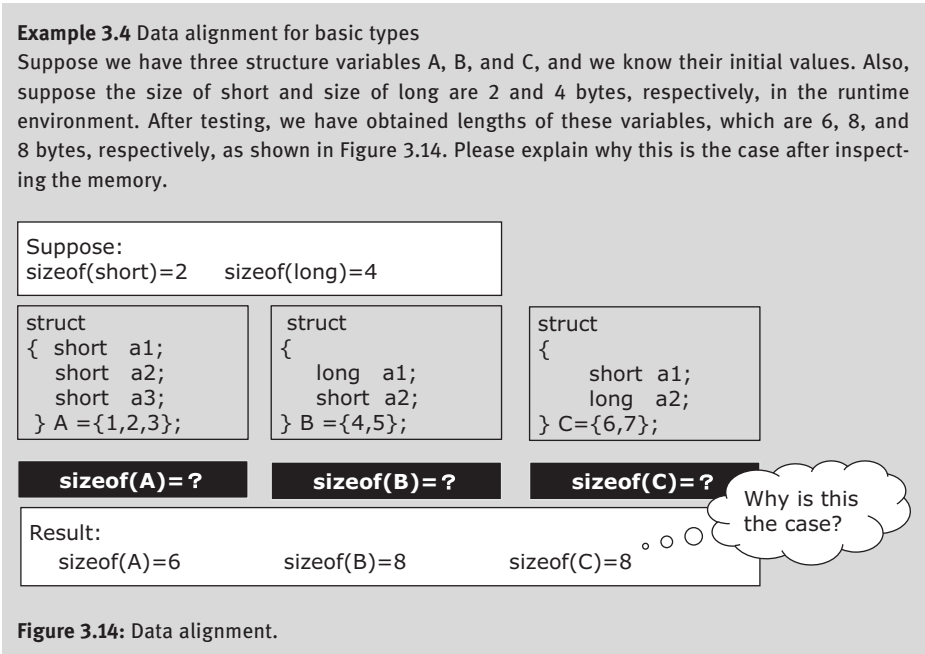 Example 3.4 Data alignment for basic types
Suppose we have three structure variables A, B, and C, and we know their initial values. Also,
suppose the size of short and size of long are 2 and 4 bytes, respectively, in the runtime
environment. After testing, we have obtained lengths of these variables, which are 6, 8, and
8 bytes, respectively, as shown in Figure 3.14. Please explain why this is the case after inspect-
ing the memory.
Suppose:
sizeof(short)=2 sizeof(long)=4
struct
{ short a1;
short a2;
short a3;
} A ={1,2,3};
struct
{
long a1;
short a2;
} B ={4,5};
struct
{
short a1;
long a2;
} C={6,7};
sizeof(A)= ?
sizeof(B)= ?
sizeof(C)= ?
Why is this
the case?
Result:
sizeof(A)=6 sizeof(B)=8 sizeof(C)=8
Figure 3.14: Data alignment.